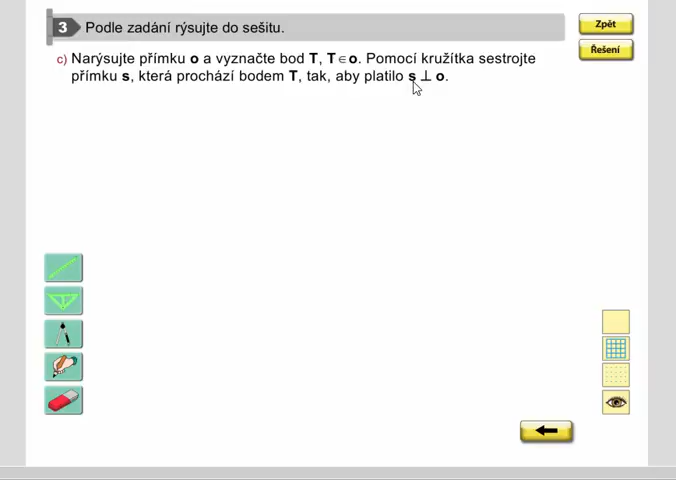 3 Podle zadání rýsujte do sešitu.
Zpět
Řešení
c) Narýsujte přímku o a vyznačte bod T, T ∈ o. Pomocí kružítka sestrojte
přímku s, která prochází bodem T, tak, aby platilo s ⊥ o.